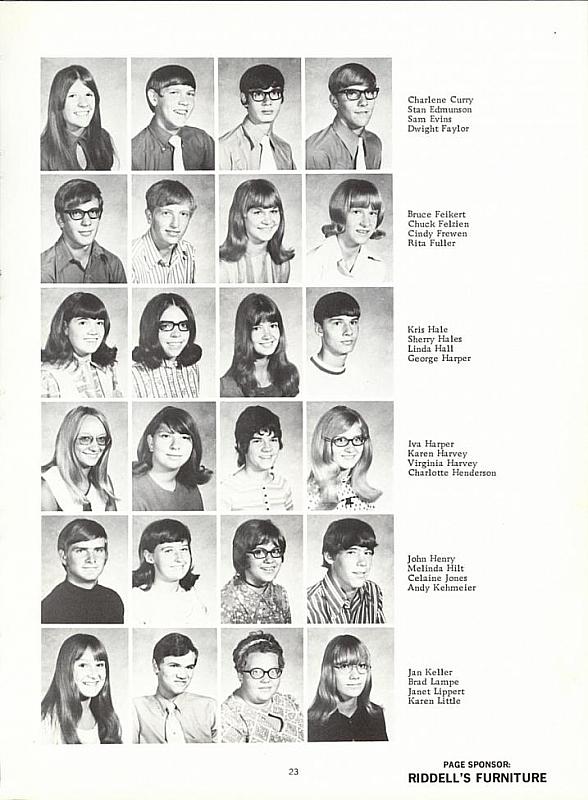 Charlene Curry
Stan Edmunson
Sam Evins
Dwight Faylor
Bruce Feikert
Chuck Felzien
Cindy Frewen
Rita Fuller
Kris Hale
Sherry Hales
Linda Hall
George Harper
Iva Harper
Karen Harvey
Virginia Harvey
Charlotte Henderson
John Henry
Melinda Hilt
Celaine Jones
Andy Kehmeier
Jan Keller
Brad Lampe
Janet Lippert
Karen Little
23
PAGE SPONSOR:
RIDDELL'S FURNITURE